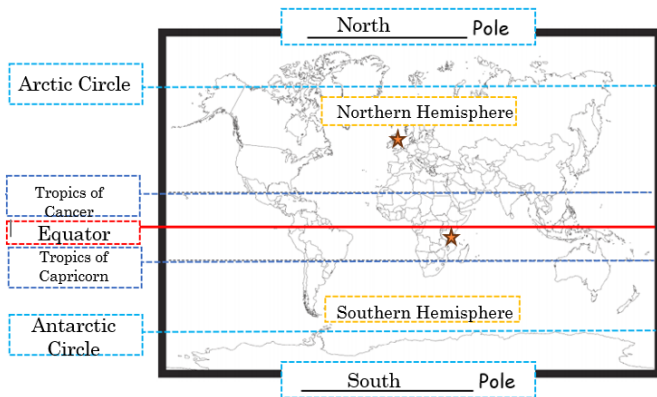 North Pole
Arctic Circle
Northern Hemisphere
Tropics of
Cancer
Equator
Tropics of
Capricorn
Southern Hemisphere
Antarctic
Circle
South Pole